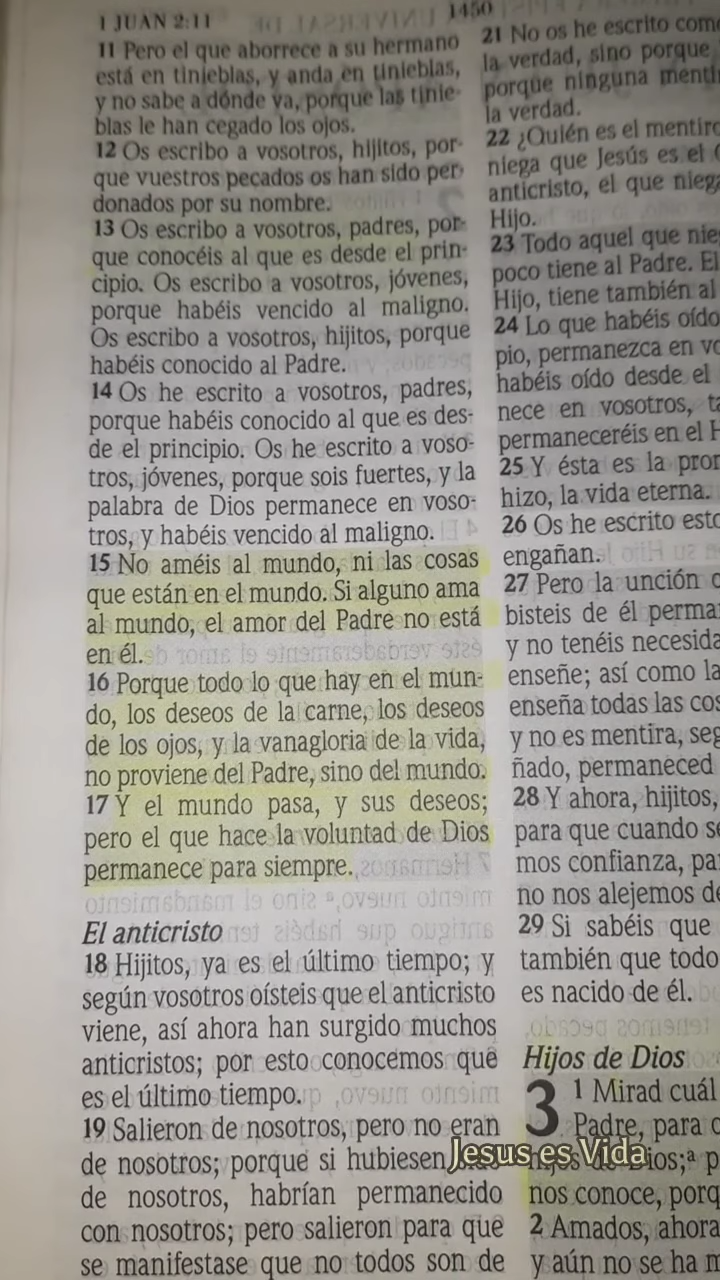 1 JUAN 2:11
1450
11 Pero el que aborrece a su hermano
está en tinieblas, y anda en tinieblas,
y no sabe a dónde va, porque las tinie-
blas le han cegado los ojos.
12 Os escribo a vosotros, hijitos, por-
que vuestros pecados os han sido per-
donados por su nombre.
13 Os escribo a vosotros, padres, por-
que conocéis al que es desde el prin-
cipio. Os escribo a vosotros, jóvenes,
porque habéis vencido al maligno.
Os escribo a vosotros, hijitos, porque
habéis conocido al Padre.
14 Os he escrito a vosotros, padres,
porque habéis conocido al que es des-
de el principio. Os he escrito a voso-
tros, jóvenes, porque sois fuertes, y la
palabra de Dios permanece en voso-
tros, y habéis vencido al maligno.
15 No améis al mundo, ni las cosas
que están en el mundo. Si alguno ama
al mundo, el amor del Padre no está
en él.
16 Porque todo lo que hay en el mun-
do, los deseos de la carne, los deseos
de los ojos, y la vanagloria de la vida,
no proviene del Padre, sino del mundo.
17 Y el mundo pasa, y sus deseos;
pero el que hace la voluntad de Dios
permanece para siempre.
El anticristo
18 Hijitos, ya es el último tiempo; y
según vosotros oísteis que el anticristo
viene, así ahora han surgido muchos
anticristos; por esto conocemos que
es el último tiempo.
19 Salieron de nosotros, pero no eran
de nosotros; porque si hubiesen
de nosotros, habrían permanecido
con nosotros; pero salieron para que
se manifestase que no todos son de
21 No os he escrito como
la verdad, sino porque
porque ninguna
la verdad.
22 ¿Quién es el
niega que Jesús es el
anticristo, el que
Hijo.
23 Todo aquel que
poco tiene al Padre. El
Hijo, tiene también al
24 Lo que habéis oído
pio, permanezca en
habéis oído desde el
nece en vosotros,
permaneceréis en el
25 Y ésta es la
hizo, la vida eterna.
26 Os he escrito
engañan.
27 Pero la unción
bisteis de él
y no tenéis
enseñe; así como la
enseña todas las
y no es mentira,
ñado, permaneced
28 Y ahora, hijitos,
para que cuando
mos confianza,
no nos alejemos
29 Si sabéis que
también que todo
es nacido de él.
Hijos de Dios
3 1 Mirad cuál
Padre, para
Jesus es Vida
nos conoce,
2 Amados, ahora
y aún no se ha